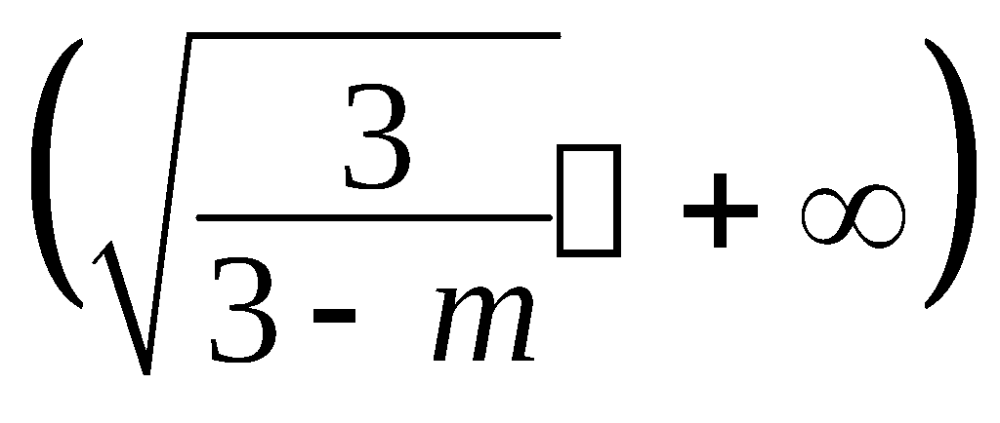 (√(3/(3 - m))▯ + ∞)